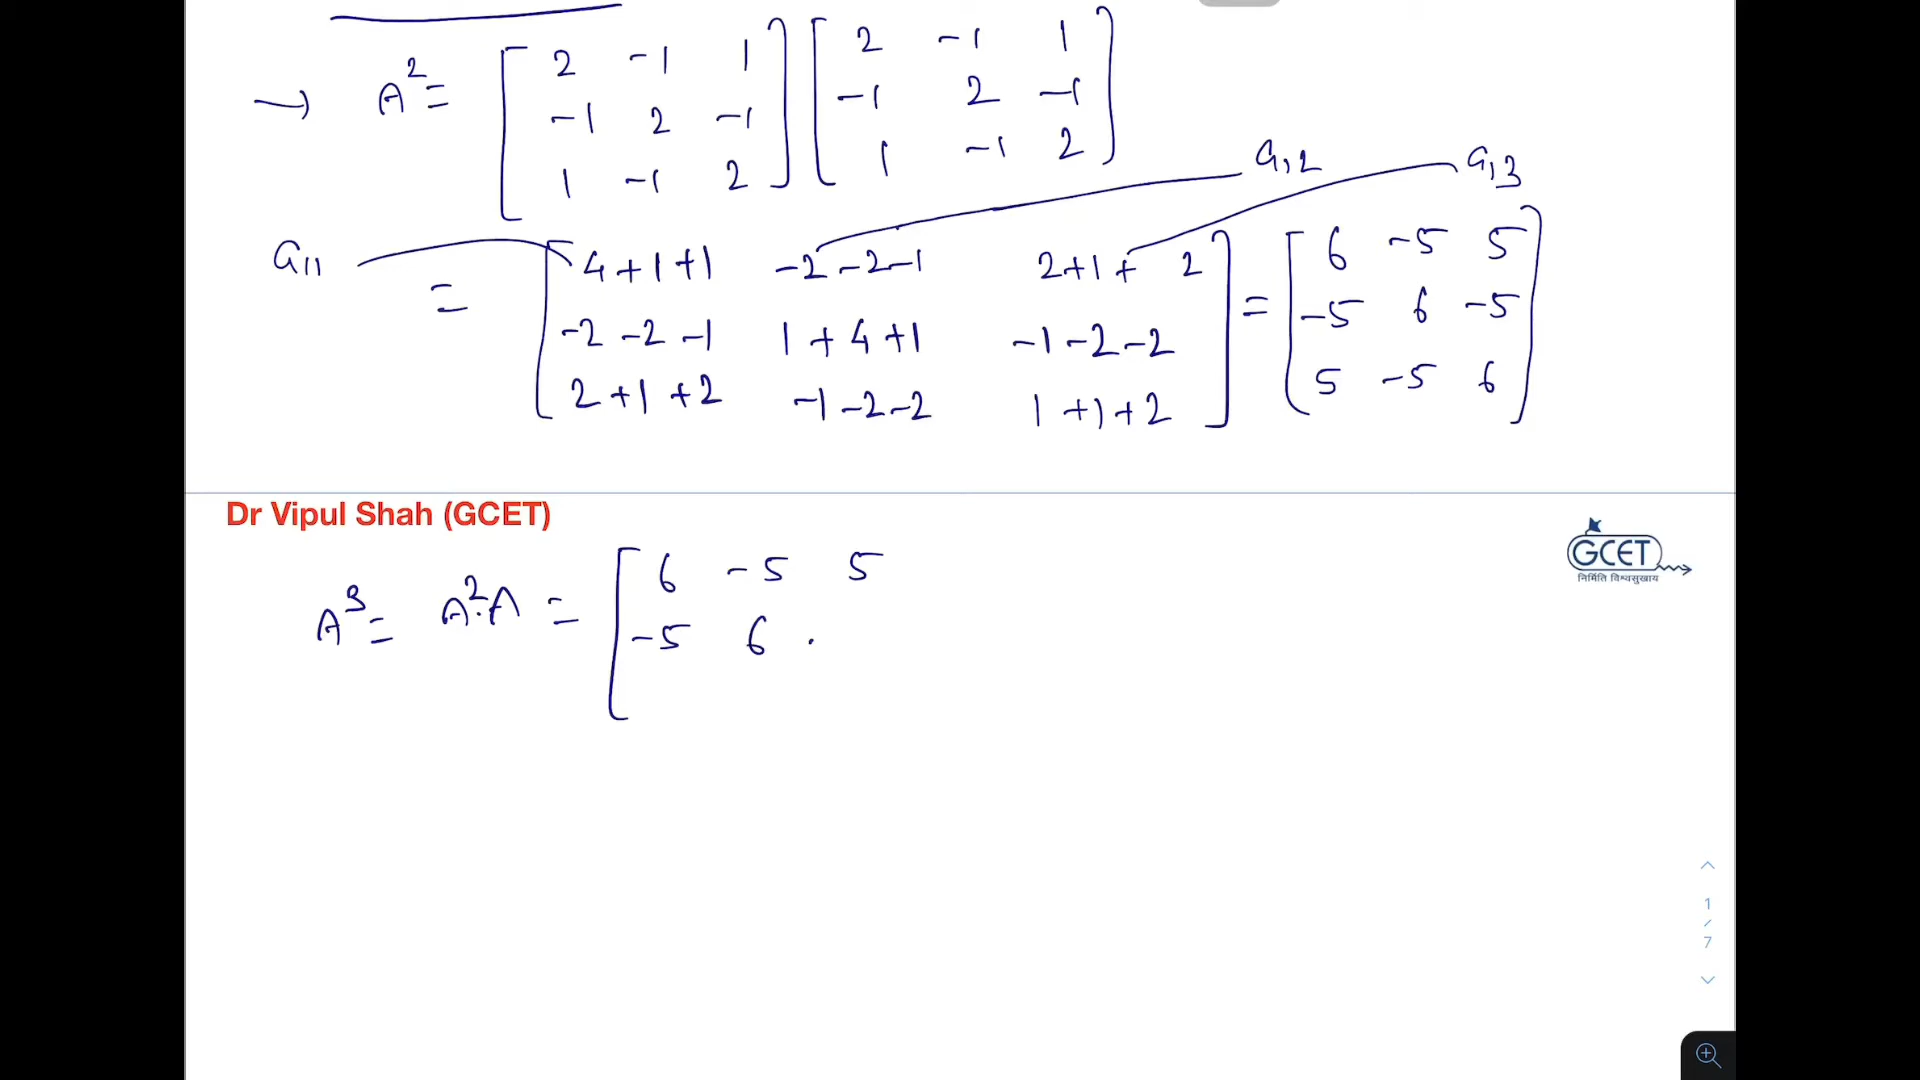 → A² = [ 2 -1 1 ] [ 2 -1 1 ]
[ -1 2 -1 ] [ -1 2 -1 ]
[ 1 -1 2 ] [ 1 -1 2 ]
a₁₂ a₁₃
a₁₁
= [ 4+1+1 -2-2-1 2+1+2 ] = [ 6 -5 5 ]
[ -2-2-1 1+4+1 -1-2-2 ] [ -5 6 -5 ]
[ 2+1+2 -1-2-2 1+1+2 ] [ 5 -5 6 ]
Dr Vipul Shah (GCET)
GCET
निर्मिति विश्वसुखाय
A³ = A²·A = [ 6 -5 5
-5 6 .
1
/
7